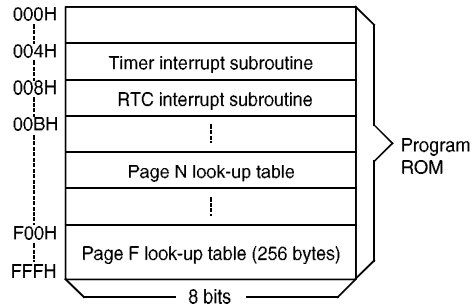 000H
004H
Timer interrupt subroutine
008H
RTC interrupt subroutine
00BH
Program
ROM
Page N look-up table
F00H
Page F look-up table (256 bytes)
FFFH
8 bits